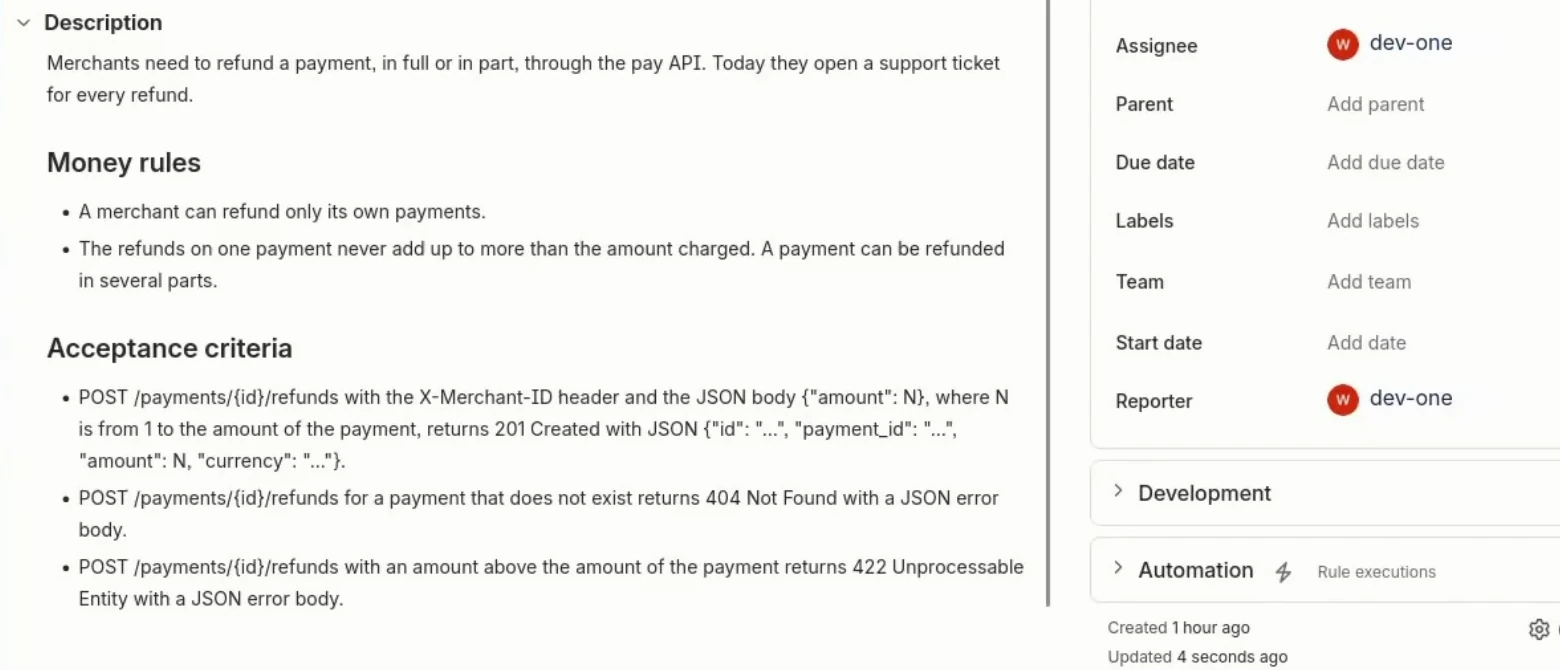 Description
Merchants need to refund a payment, in full or in part, through the pay API. Today they open a support ticket
for every refund.
Money rules
• A merchant can refund only its own payments.
• The refunds on one payment never add up to more than the amount charged. A payment can be refunded
in several parts.
Acceptance criteria
• POST /payments/{id}/refunds with the X-Merchant-ID header and the JSON body {"amount": N}, where N
is from 1 to the amount of the payment, returns 201 Created with JSON {"id": "...", "payment_id": "...",
"amount": N, "currency": "..."}.
• POST /payments/{id}/refunds for a payment that does not exist returns 404 Not Found with a JSON error
body.
• POST /payments/{id}/refunds with an amount above the amount of the payment returns 422 Unprocessable
Entity with a JSON error body.
Assignee W dev-one
Parent Add parent
Due date Add due date
Labels Add labels
Team Add team
Start date Add date
Reporter W dev-one
Development
Automation Rule executions
Created 1 hour ago
Updated 4 seconds ago